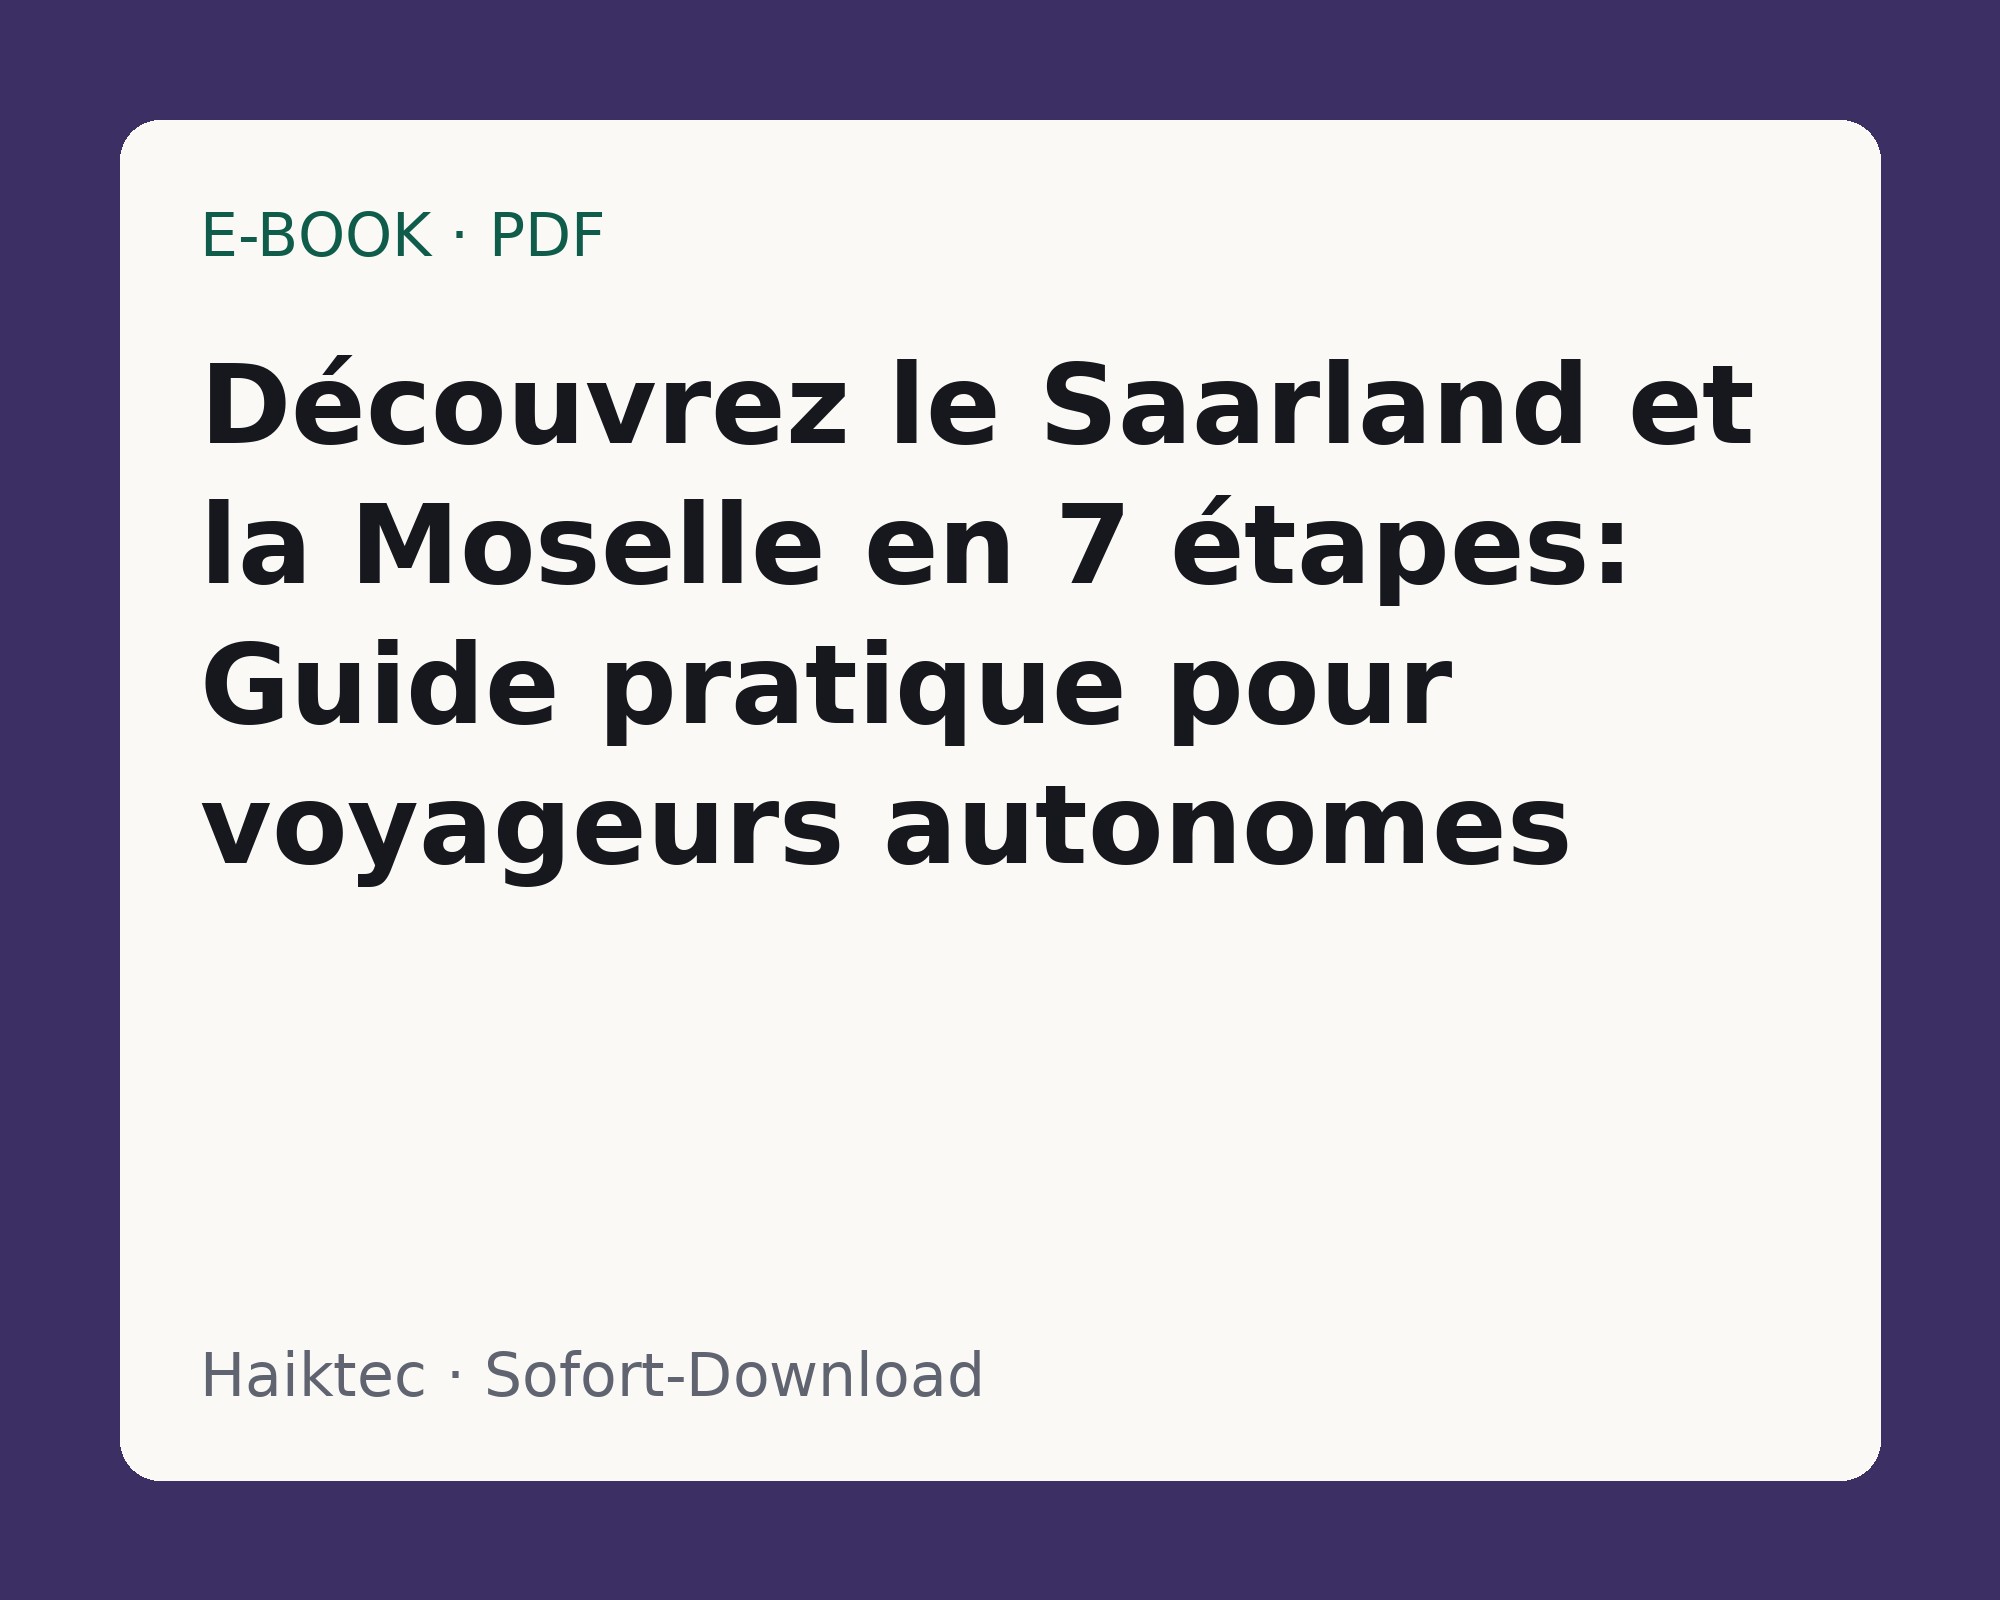 E-BOOK · PDF
Découvrez le Saarland et
la Moselle en 7 étapes:
Guide pratique pour
voyageurs autonomes
Haiktec · Sofort-Download